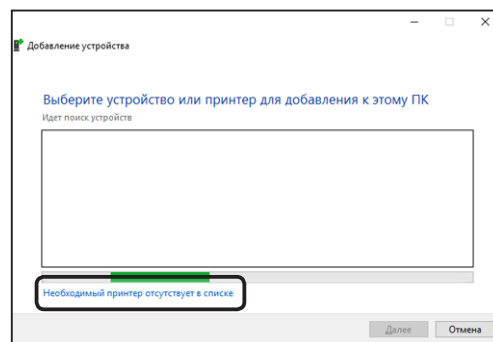 Добавление устройства
Выберите устройство или принтер для добавления к этому ПК
Идет поиск устройств
Необходимый принтер отсутствует в списке
Далее Отмена